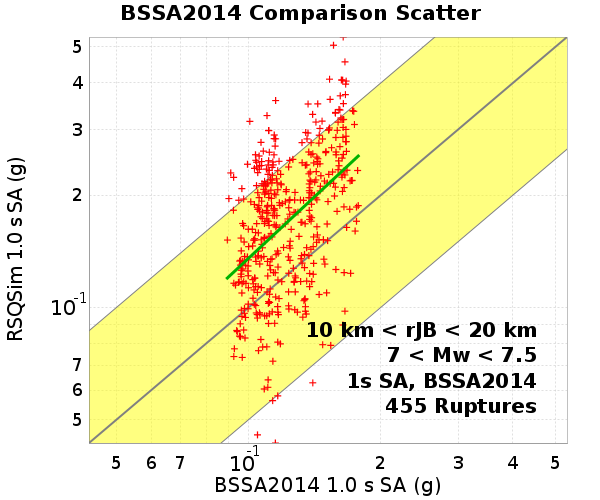 BSSA2014 Comparison Scatter
RSQSim 1.0 s SA (g)
5
4
3
2
10-1
7
6
5
10 km < rJB < 20 km
7 < Mw < 7.5
1s SA, BSSA2014
455 Ruptures
5 6 7 10-1 2 3 4 5
BSSA2014 1.0 s SA (g)